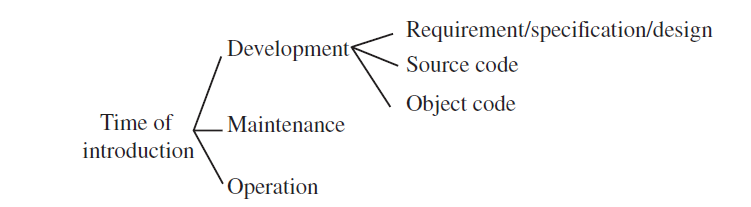 Requirement/specification/design
Development
Source code
Object code
Time of
introduction
Maintenance
Operation